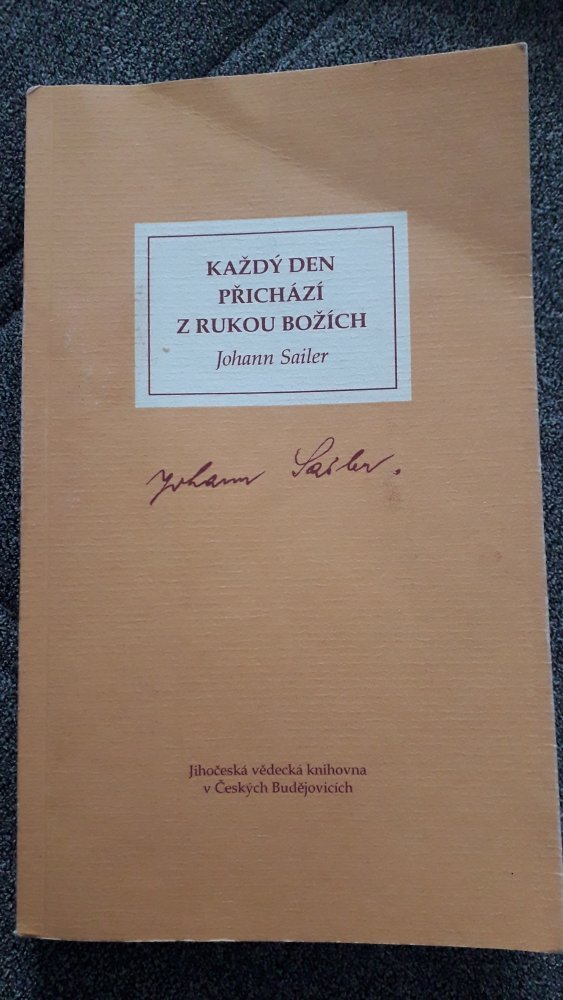 KAŽDÝ DEN
PŘICHÁZÍ
Z RUKOU BOŽÍCH
Johann Sailer
Johann Sailer.
Jihočeská vědecká knihovna
v Českých Budějovicích